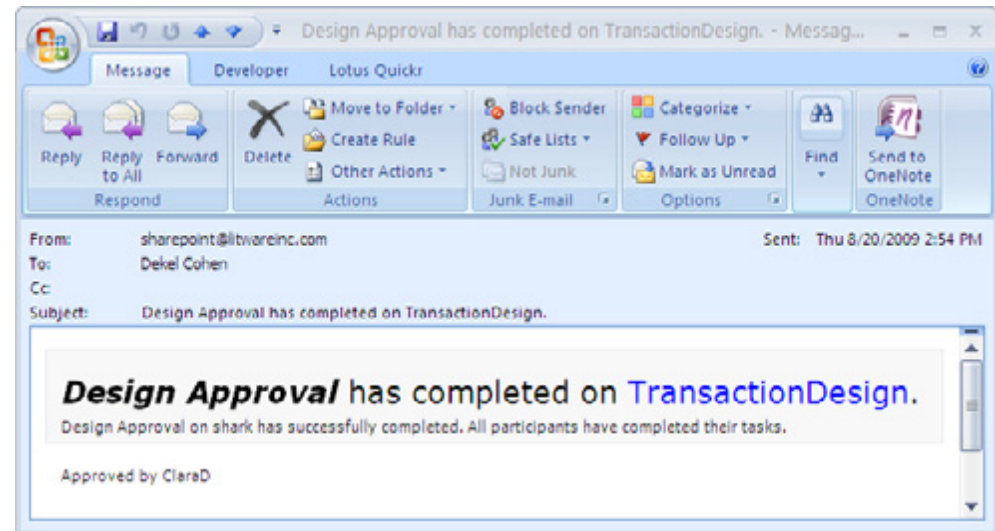 Design Approval has completed on TransactionDesign. - Messag...
Message Developer Lotus Quickr
Reply
Reply to All
Forward
Respond
Delete
Move to Folder
Create Rule
Other Actions
Actions
Block Sender
Safe Lists
Not Junk
Junk E-mail
Categorize
Follow Up
Mark as Unread
Options
Find
Send to OneNote
OneNote
From: sharepoint@litwareinc.com Sent: Thu 8/20/2009 2:54 PM
To: Dekel Cohen
Cc:
Subject: Design Approval has completed on TransactionDesign.
Design Approval has completed on TransactionDesign.
Design Approval on shark has successfully completed. All participants have completed their tasks.
Approved by ClaraD